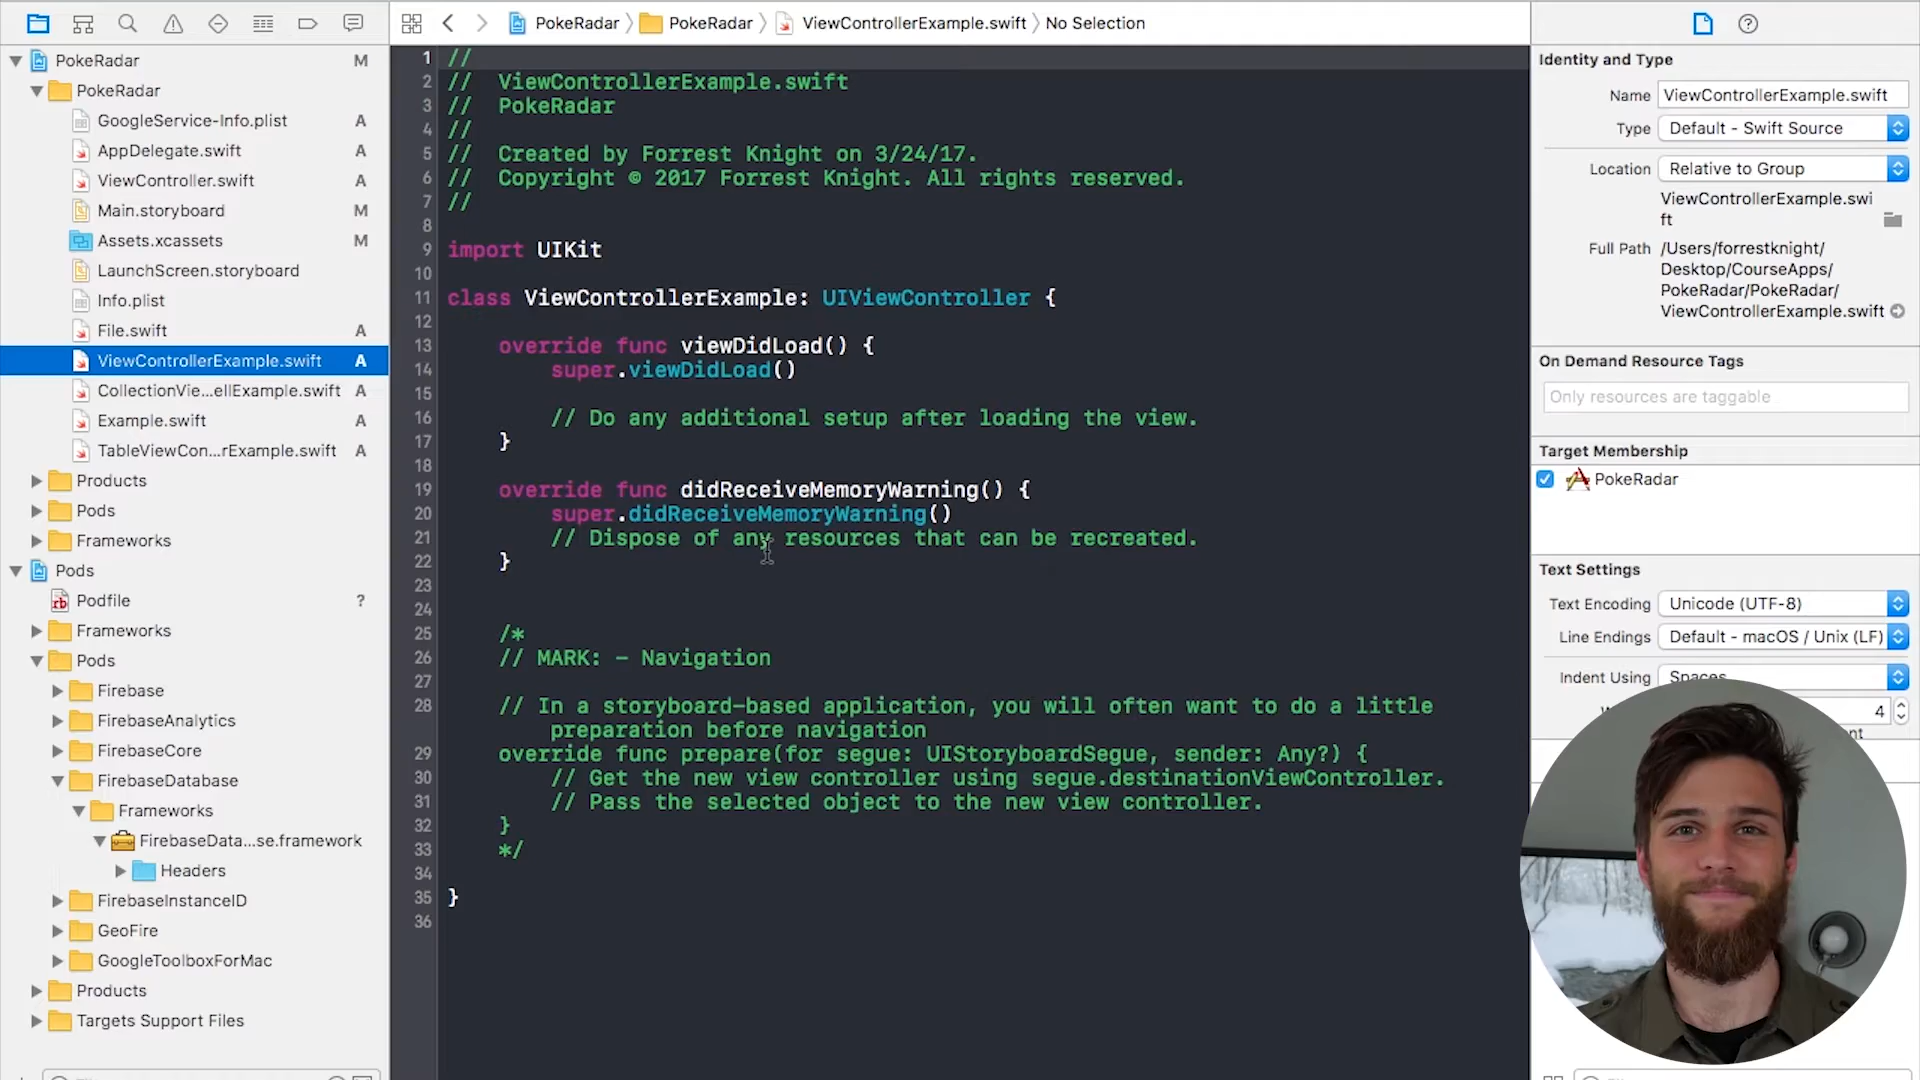 PokeRadar M
PokeRadar
GoogleService-Info.plist A
AppDelegate.swift A
ViewController.swift A
Main.storyboard M
Assets.xcassets M
LaunchScreen.storyboard
Info.plist
File.swift A
ViewControllerExample.swift A
CollectionVie...ellExample.swift A
Example.swift A
TableViewCon...rExample.swift A
Products
Pods
Frameworks
Pods
Podfile ?
Frameworks
Pods
Firebase
FirebaseAnalytics
FirebaseCore
FirebaseDatabase
Frameworks
FirebaseData...se.framework
Headers
FirebaseInstanceID
GeoFire
GoogleToolboxForMac
Products
Targets Support Files
PokeRadar PokeRadar ViewControllerExample.swift No Selection
1 //
2 // ViewControllerExample.swift
3 // PokeRadar
4 //
5 // Created by Forrest Knight on 3/24/17.
6 // Copyright © 2017 Forrest Knight. All rights reserved.
7 //
8
9 import UIKit
10
11 class ViewControllerExample: UIViewController {
12
13 override func viewDidLoad() {
14 super.viewDidLoad()
15
16 // Do any additional setup after loading the view.
17 }
18
19 override func didReceiveMemoryWarning() {
20 super.didReceiveMemoryWarning()
21 // Dispose of any resources that can be recreated.
22 }
23
24
25 /*
26 // MARK: - Navigation
27
28 // In a storyboard-based application, you will often want to do a little
preparation before navigation
29 override func prepare(for segue: UIStoryboardSegue, sender: Any?) {
30 // Get the new view controller using segue.destinationViewController.
31 // Pass the selected object to the new view controller.
32 }
33 */
34
35 }
36
Identity and Type
Name ViewControllerExample.swift
Type Default - Swift Source
Location Relative to Group
ViewControllerExample.swi
ft
Full Path /Users/forrestknight/
Desktop/CourseApps/
PokeRadar/PokeRadar/
ViewControllerExample.swift
On Demand Resource Tags
Only resources are taggable
Target Membership
PokeRadar
Text Settings
Text Encoding Unicode (UTF-8)
Line Endings Default - macOS / Unix (LF)
Indent Using Spaces
4